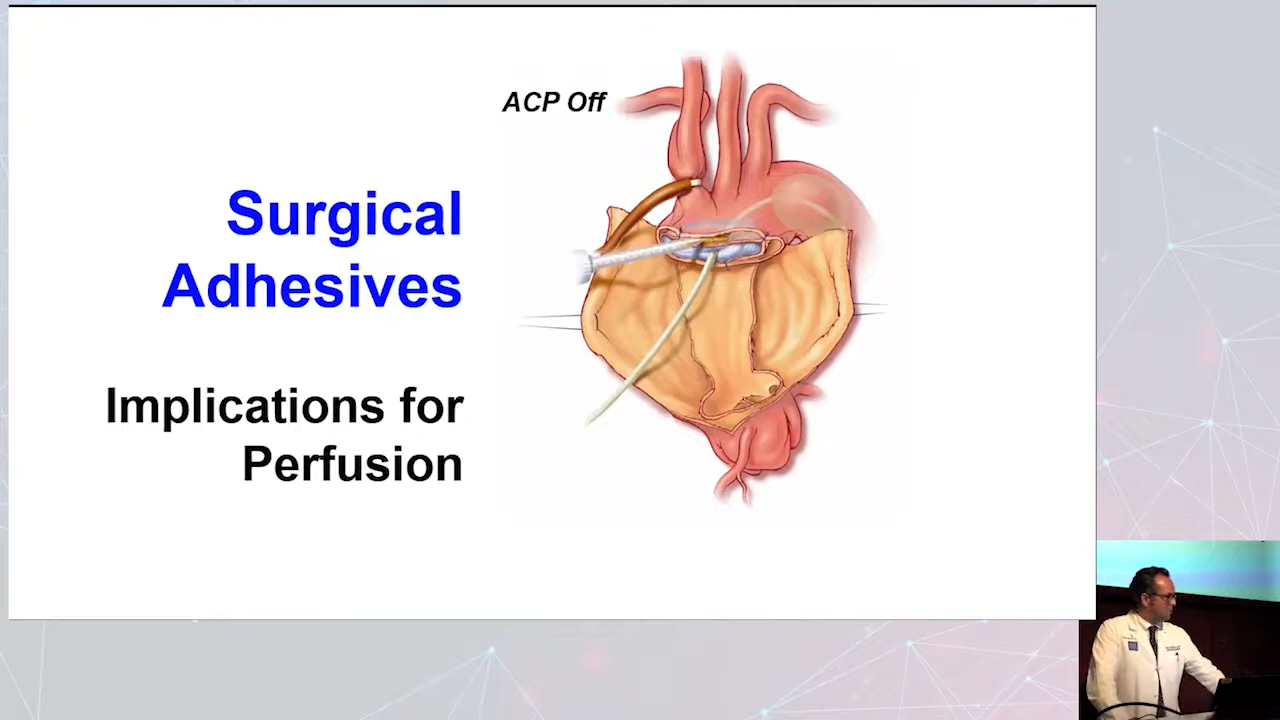 ACP Off
Surgical
Adhesives
Implications for
Perfusion